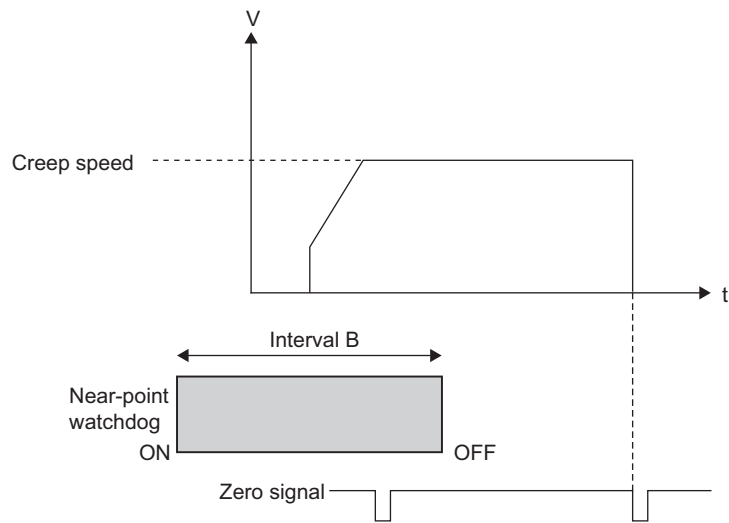 V
Creep speed
t
Interval B
Near-point
watchdog
ON
OFF
Zero signal